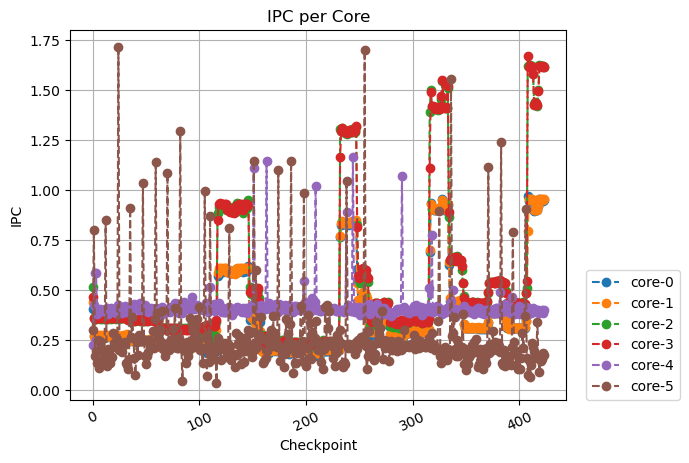 IPC per Core
1.75
1.50
1.25
1.00
0.75
0.50
0.25
0.00
IPC
0
100
200
300
400
Checkpoint
core-0
core-1
core-2
core-3
core-4
core-5